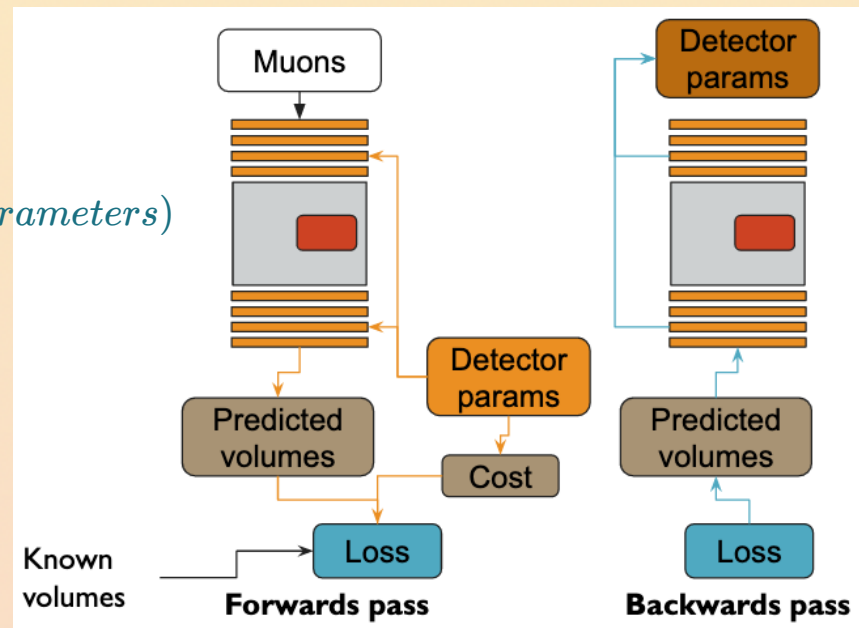 Muons
rameters)
Detector
params
Predicted
volumes
Cost
Loss
Known
volumes
Forwards pass
Detector
params
Predicted
volumes
Loss
Backwards pass